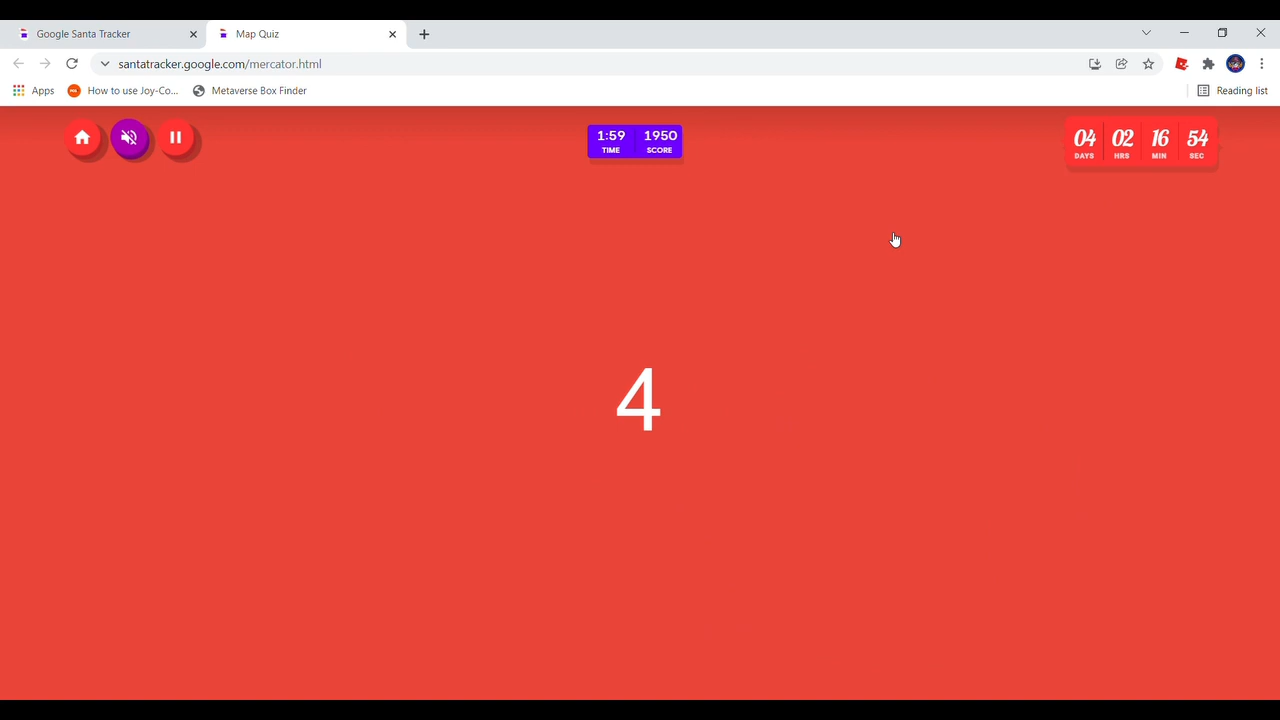 Google Santa Tracker
Map Quiz
santatracker.google.com/mercator.html
Apps
How to use Joy-Co...
Metaverse Box Finder
Reading list
1:59 1950
TIME SCORE
04 02 16 54
DAYS HRS MIN SEC
4